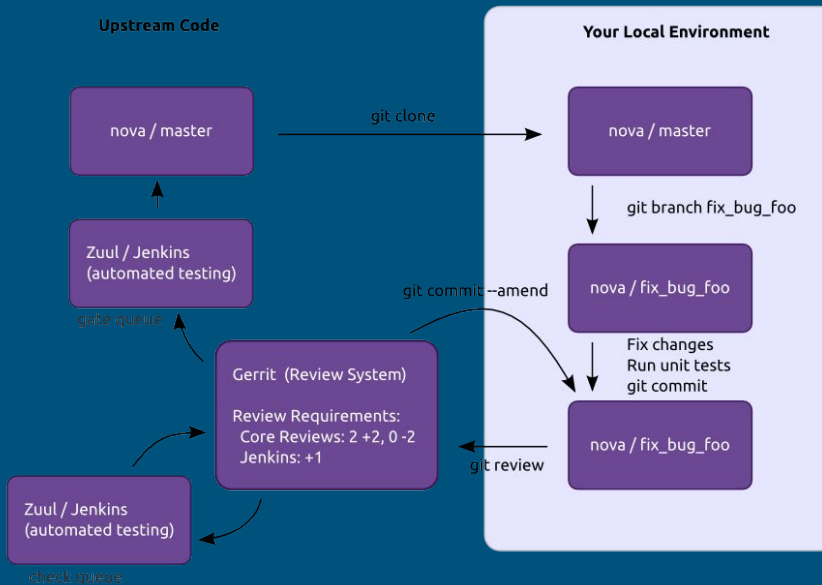 Upstream Code
Your Local Environment
nova / master
git clone
nova / master
git branch fix_bug_foo
Zuul / Jenkins
(automated testing)
gate queue
nova / fix_bug_foo
git commit --amend
Fix changes
Run unit tests
git commit
Gerrit (Review System)
Review Requirements:
Core Reviews: 2 +2, 0 -2
Jenkins: +1
nova / fix_bug_foo
git review
Zuul / Jenkins
(automated testing)
check queue